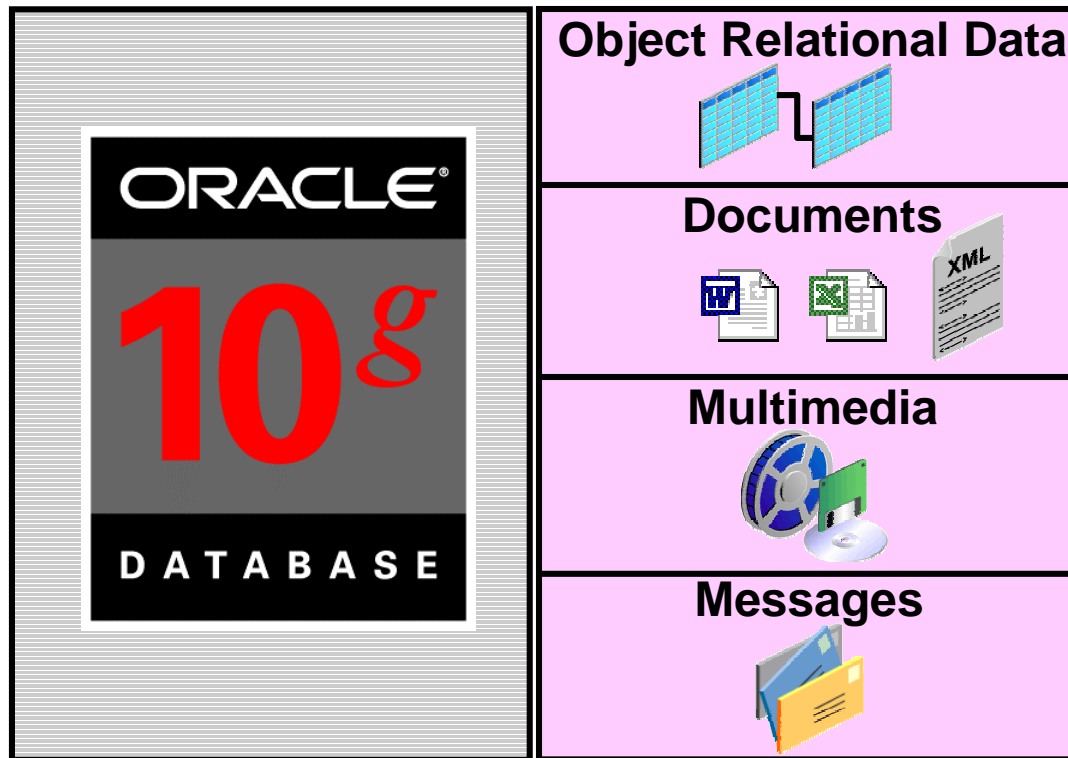 ORACLE®
10g
DATABASE
Object Relational Data
Documents
W
X
XML
Multimedia
Messages